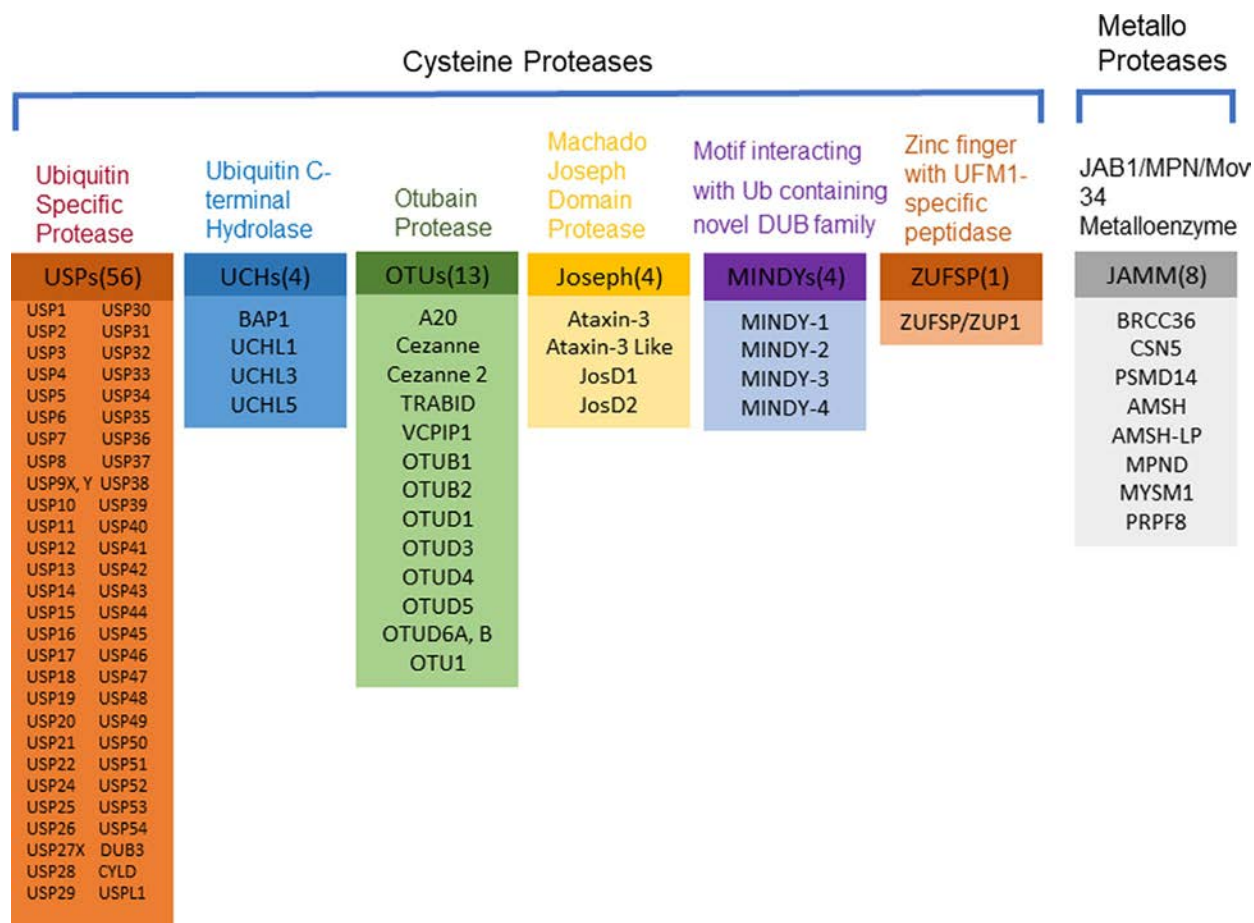 Cysteine Proteases
Metallo
Proteases
Ubiquitin
Specific
Protease
USPs(56)
USP1 USP30
USP2 USP31
USP3 USP32
USP4 USP33
USP5 USP34
USP6 USP35
USP7 USP36
USP8 USP37
USP9X, Y USP38
USP10 USP39
USP11 USP40
USP12 USP41
USP13 USP42
USP14 USP43
USP15 USP44
USP16 USP45
USP17 USP46
USP18 USP47
USP19 USP48
USP20 USP49
USP21 USP50
USP22 USP51
USP24 USP52
USP25 USP53
USP26 USP54
USP27X DUB3
USP28 CYLD
USP29 USPL1
Ubiquitin C-
terminal
Hydrolase
UCHs(4)
BAP1
UCHL1
UCHL3
UCHL5
Otubain
Protease
OTUs(13)
A20
Cezanne
Cezanne 2
TRABID
VCPIP1
OTUB1
OTUB2
OTUD1
OTUD3
OTUD4
OTUD5
OTUD6A, B
OTU1
Machado
Joseph
Domain
Protease
Joseph(4)
Ataxin-3
Ataxin-3 Like
JosD1
JosD2
Motif interacting
with Ub containing
novel DUB family
MINDYs(4)
MINDY-1
MINDY-2
MINDY-3
MINDY-4
Zinc finger
with UFM1-
specific
peptidase
ZUFSP(1)
ZUFSP/ZUP1
JAB1/MPN/Mov
34
Metalloenzyme
JAMM(8)
BRCC36
CSN5
PSMD14
AMSH
AMSH-LP
MPND
MYSM1
PRPF8